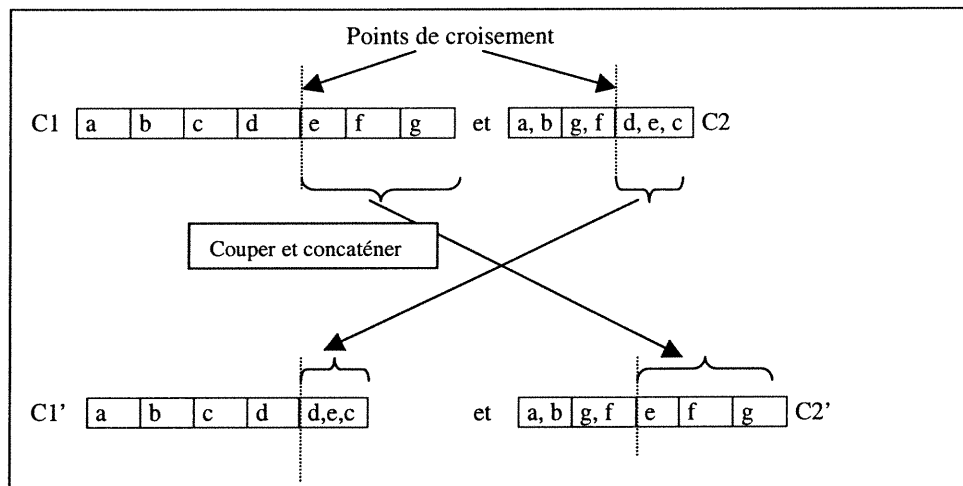 Points de croisement
C1 a b c d e f g et a, b g, f d, e, c C2
Couper et concaténer
C1' a b c d d,e,c et a, b g, f e f g C2'